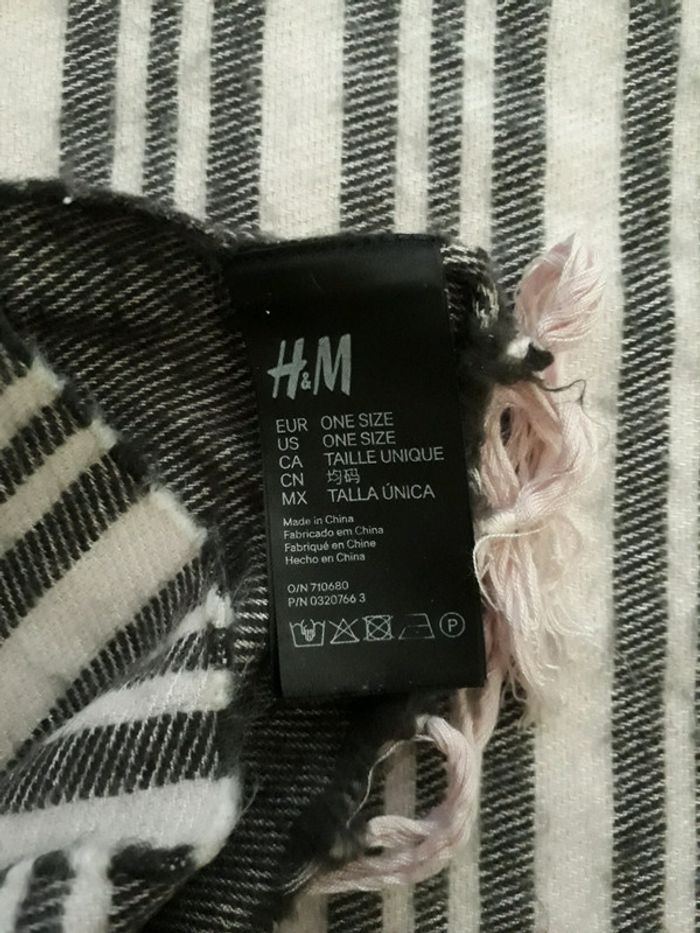 H&M
EUR ONE SIZE
US ONE SIZE
CA TAILLE UNIQUE
CN 均码
MX TALLA ÚNICA
Made in China
Fabricado em China
Fabriqué en Chine
Hecho en China
O/N 710680
P/N 0320766 3
P